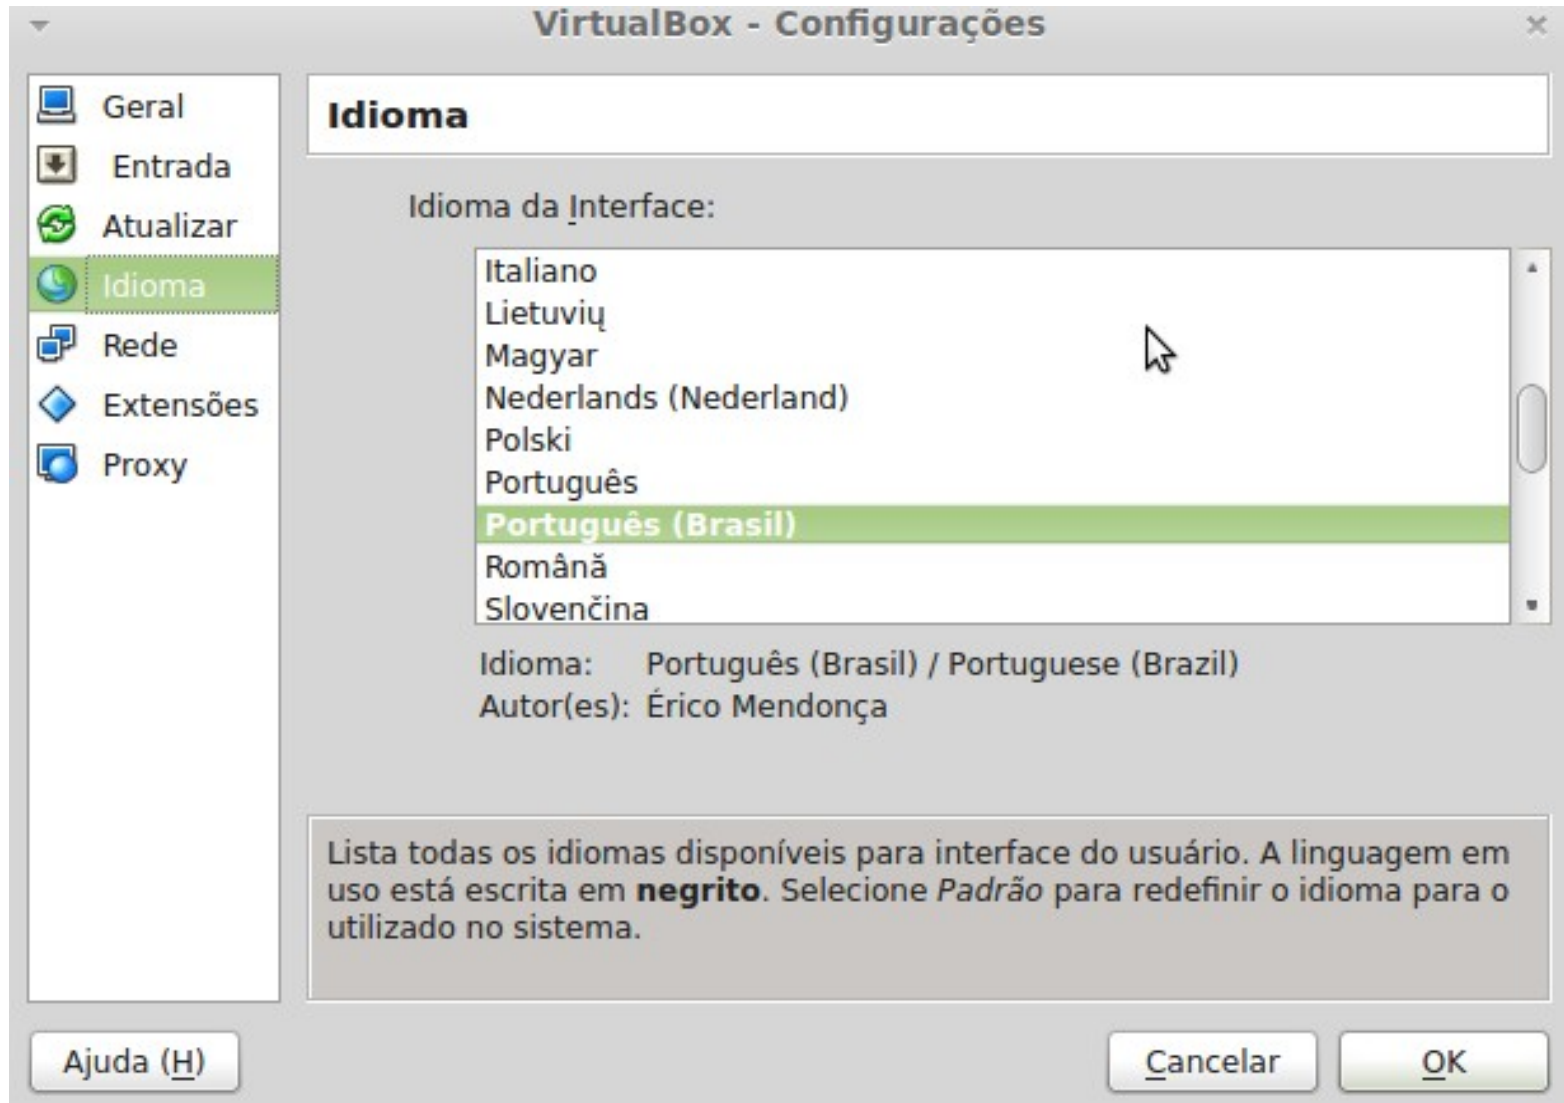 VirtualBox - Configurações
Geral
Entrada
Atualizar
Idioma
Rede
Extensões
Proxy
Idioma
Idioma da Interface:
Italiano
Lietuvių
Magyar
Nederlands (Nederland)
Polski
Português
Português (Brasil)
Română
Slovenčina
Idioma: Português (Brasil) / Portuguese (Brazil)
Autor(es): Érico Mendonça
Lista todas os idiomas disponíveis para interface do usuário. A linguagem em
uso está escrita em negrito. Selecione Padrão para redefinir o idioma para o
utilizado no sistema.
Ajuda (H)
Cancelar
OK